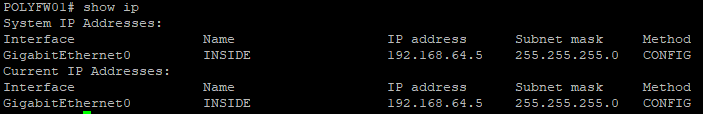 POLYFW01# show ip
System IP Addresses:
Interface Name IP address Subnet mask Method
GigabitEthernet0 INSIDE 192.168.64.5 255.255.255.0 CONFIG
Current IP Addresses:
Interface Name IP address Subnet mask Method
GigabitEthernet0 INSIDE 192.168.64.5 255.255.255.0 CONFIG